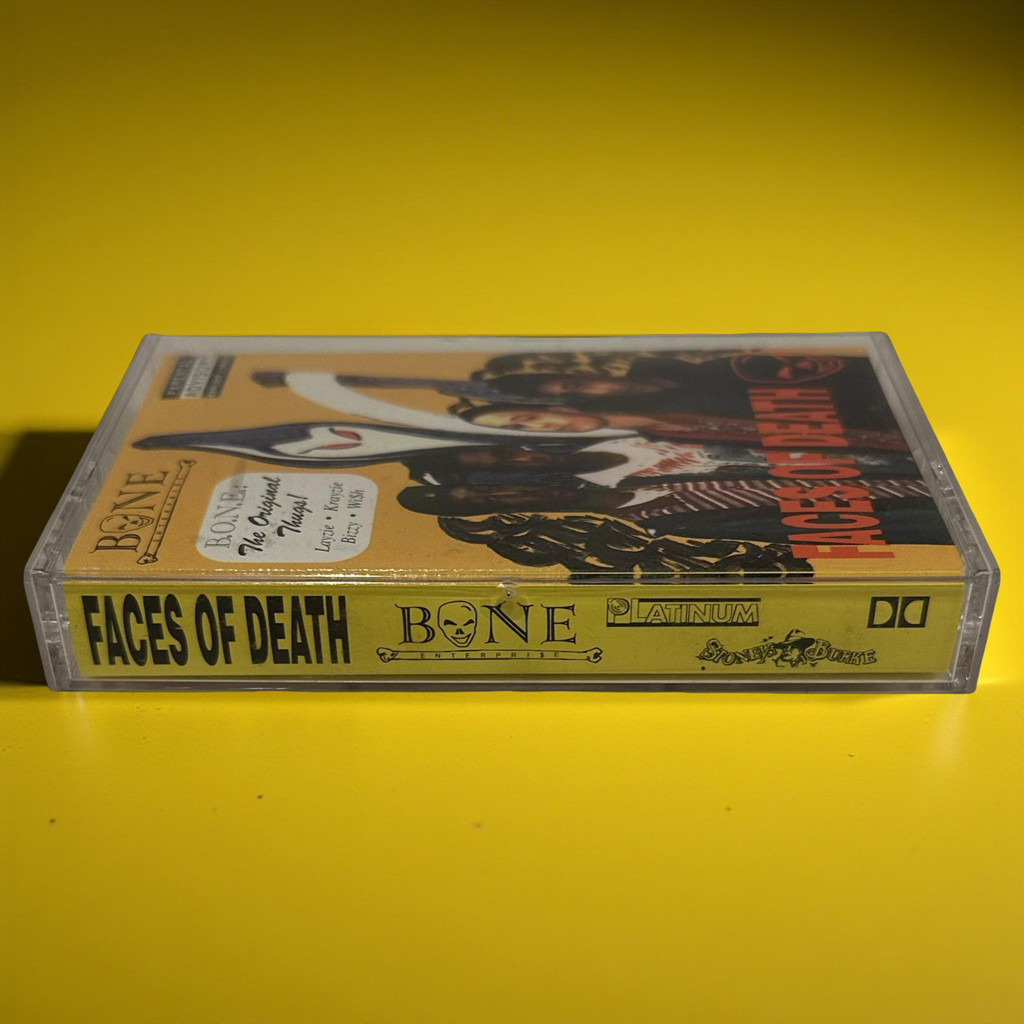 ADVISORY
BONE
ENTERPRISE
B.O.N.E.:
The Original
Thugs!
Layzie • Krayzie
Bizzy • Wish
FACES OF DEATH
FACES OF DEATH
BONE
ENTERPRISE
PLATINUM
STONEY BURKE